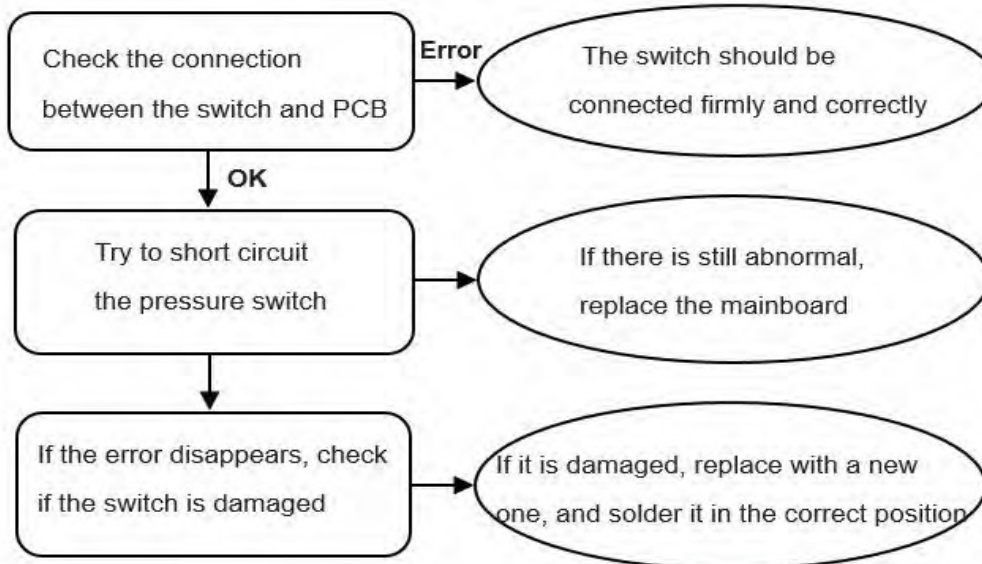 Check the connection
between the switch and PCB
Error
The switch should be
connected firmly and correctly
OK
Try to short circuit
the pressure switch
If there is still abnormal,
replace the mainboard
If the error disappears, check
if the switch is damaged
If it is damaged, replace with a new
one, and solder it in the correct position